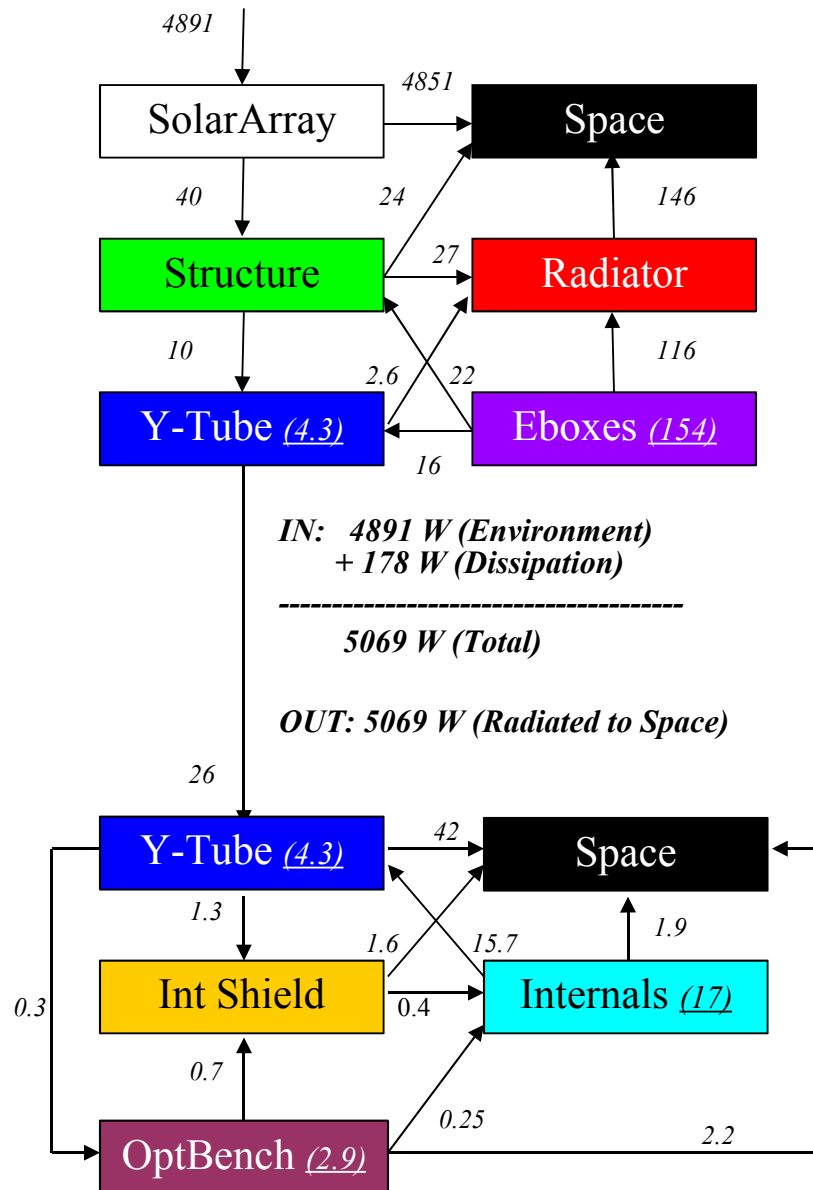 4891
4851
SolarArray
Space
40
24
146
27
Structure
Radiator
10
2.6
22
116
Y-Tube (4.3)
Eboxes (154)
16
IN: 4891 W (Environment)
+ 178 W (Dissipation)
--------------------------------------
5069 W (Total)
OUT: 5069 W (Radiated to Space)
26
42
Y-Tube (4.3)
Space
1.3
1.6
15.7
1.9
Int Shield
Internals (17)
0.3
0.4
0.7
0.25
2.2
OptBench (2.9)